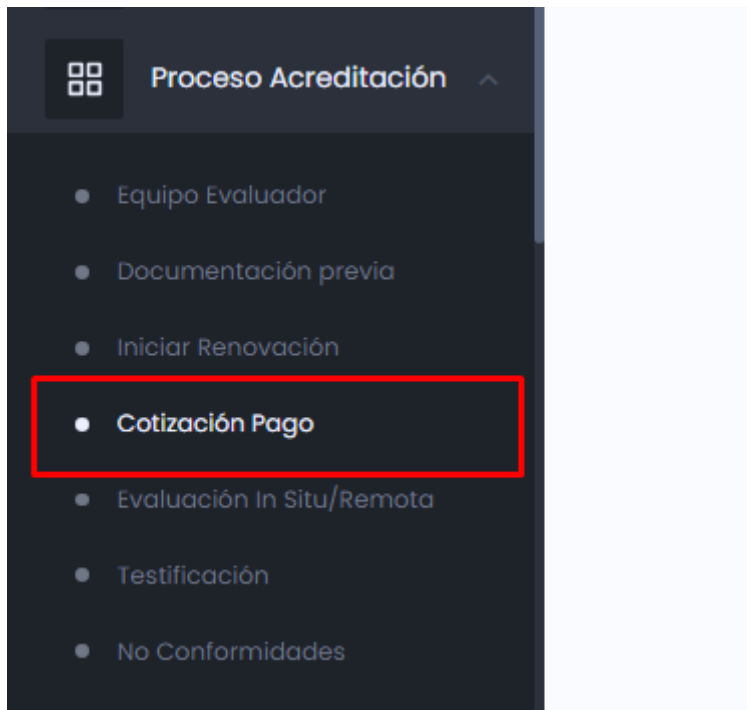 Proceso Acreditación
Equipo Evaluador
Documentación previa
Iniciar Renovación
Cotización Pago
Evaluación In Situ/Remota
Testificación
No Conformidades